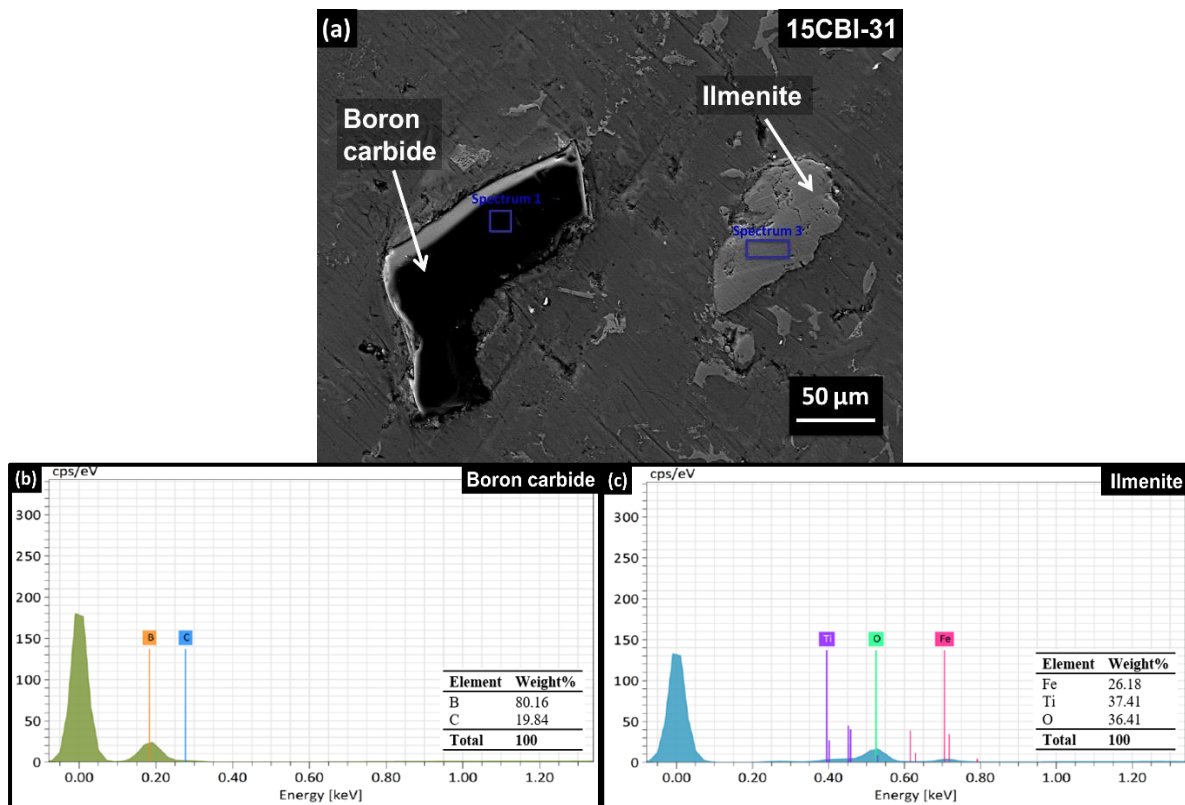 (a)
15CBI-31
Boron
carbide
Ilmenite
Spectrum 1
Spectrum 3
50 µm
(b)
cps/eV
Boron carbide
300
250
200
150
100
50
0
B
C
Element Weight%
B 80.16
C 19.84
Total 100
0.00 0.20 0.40 0.60 0.80 1.00 1.20
Energy [keV]
(c)
cps/eV
Ilmenite
300
250
200
150
100
50
0
Ti
O
Fe
Element Weight%
Fe 26.18
Ti 37.41
O 36.41
Total 100
0.00 0.20 0.40 0.60 0.80 1.00 1.20
Energy [keV]